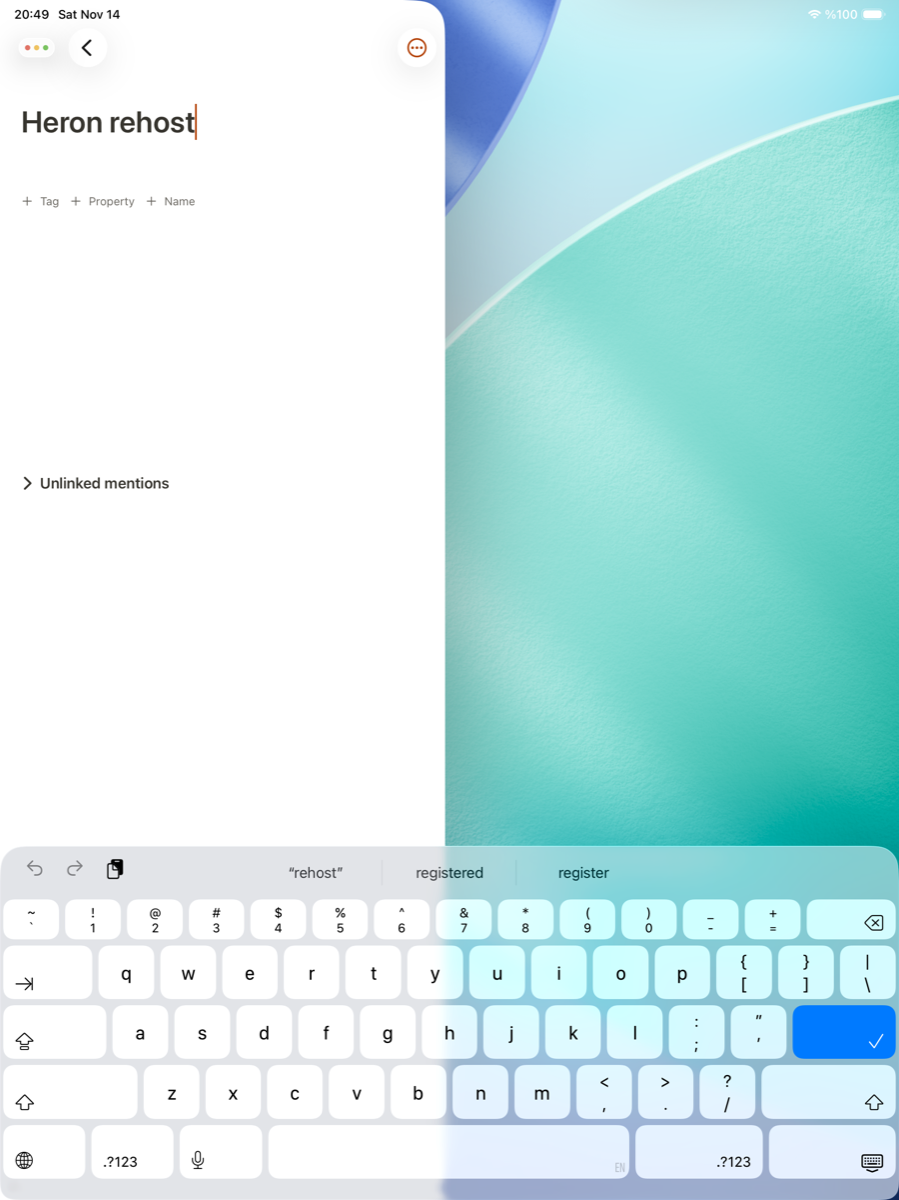 20:49 Sat Nov 14
%100
Heron rehost
+ Tag + Property + Name
Unlinked mentions
“rehost” registered register
~ ! @ # $ % ^ & * ( ) _ +
` 1 2 3 4 5 6 7 8 9 0 - =
q w e r t y u i o p { } |
[ ] \
a s d f g h j k l : "
; '
z x c v b n m < > ?
, . /
.?123 EN .?123